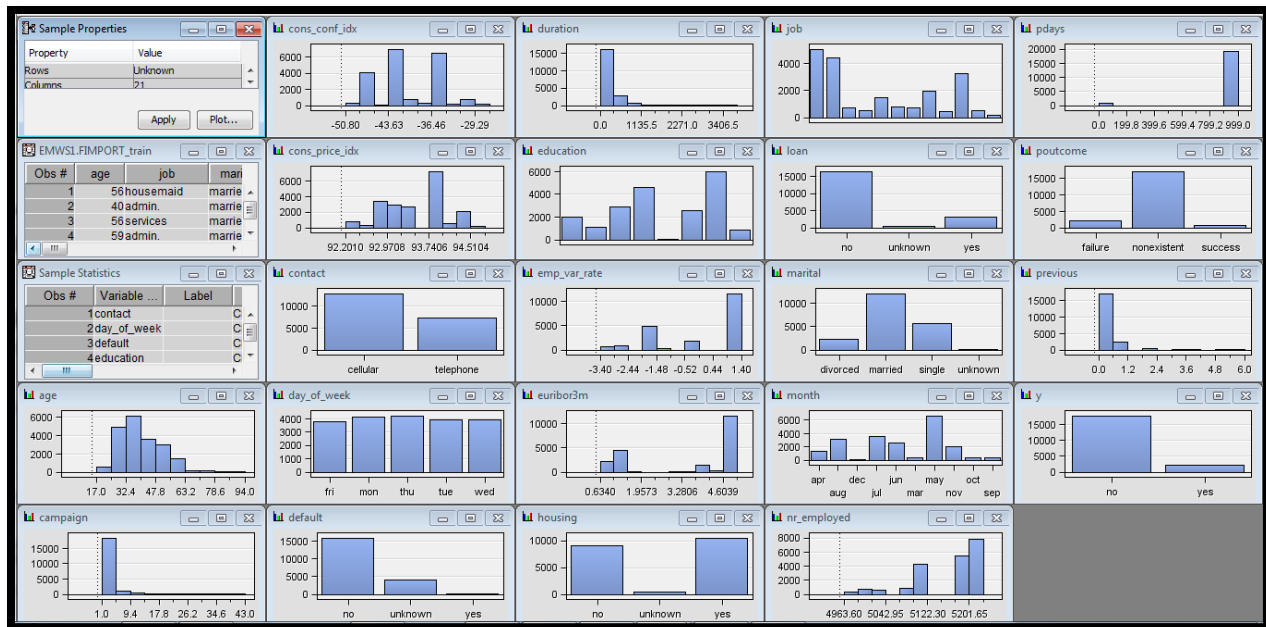 Sample Properties
Property Value
Rows Unknown
Columns 21
Apply Plot...
cons_conf_idx
6000
4000
2000
0
-50.80 -43.63 -36.46 -29.29
duration
15000
10000
5000
0
0.0 1135.5 2271.0 3406.5
job
4000
2000
0
pdays
20000
15000
10000
5000
0
0.0 199.8 399.6 599.4 799.2 999.0
EMWS1.FIMPORT_train
Obs # age job mari
1 56 housemaid marrie
2 40 admin. marrie
3 56 services marrie
4 59 admin. marrie
cons_price_idx
6000
4000
2000
0
92.2010 92.9708 93.7406 94.5104
education
6000
4000
2000
0
loan
15000
10000
5000
0
no unknown yes
poutcome
15000
10000
5000
0
failure nonexistent success
Sample Statistics
Obs # Variable ... Label
1 contact C
2 day_of_week C
3 default C
4 education C
contact
10000
5000
0
cellular telephone
emp_var_rate
10000
5000
0
-3.40 -2.44 -1.48 -0.52 0.44 1.40
marital
10000
5000
0
divorced married single unknown
previous
15000
10000
5000
0
0.0 1.2 2.4 3.6 4.8 6.0
age
6000
4000
2000
0
17.0 32.4 47.8 63.2 78.6 94.0
day_of_week
4000
3000
2000
1000
0
fri mon thu tue wed
euribor3m
10000
5000
0
0.6340 1.9573 3.2806 4.6039
month
6000
4000
2000
0
apr dec jun may oct
aug jul mar nov sep
y
15000
10000
5000
0
no yes
campaign
15000
10000
5000
0
1.0 9.4 17.8 26.2 34.6 43.0
default
15000
10000
5000
0
no unknown yes
housing
10000
5000
0
no unknown yes
nr_employed
8000
6000
4000
2000
0
4963.60 5042.95 5122.30 5201.65